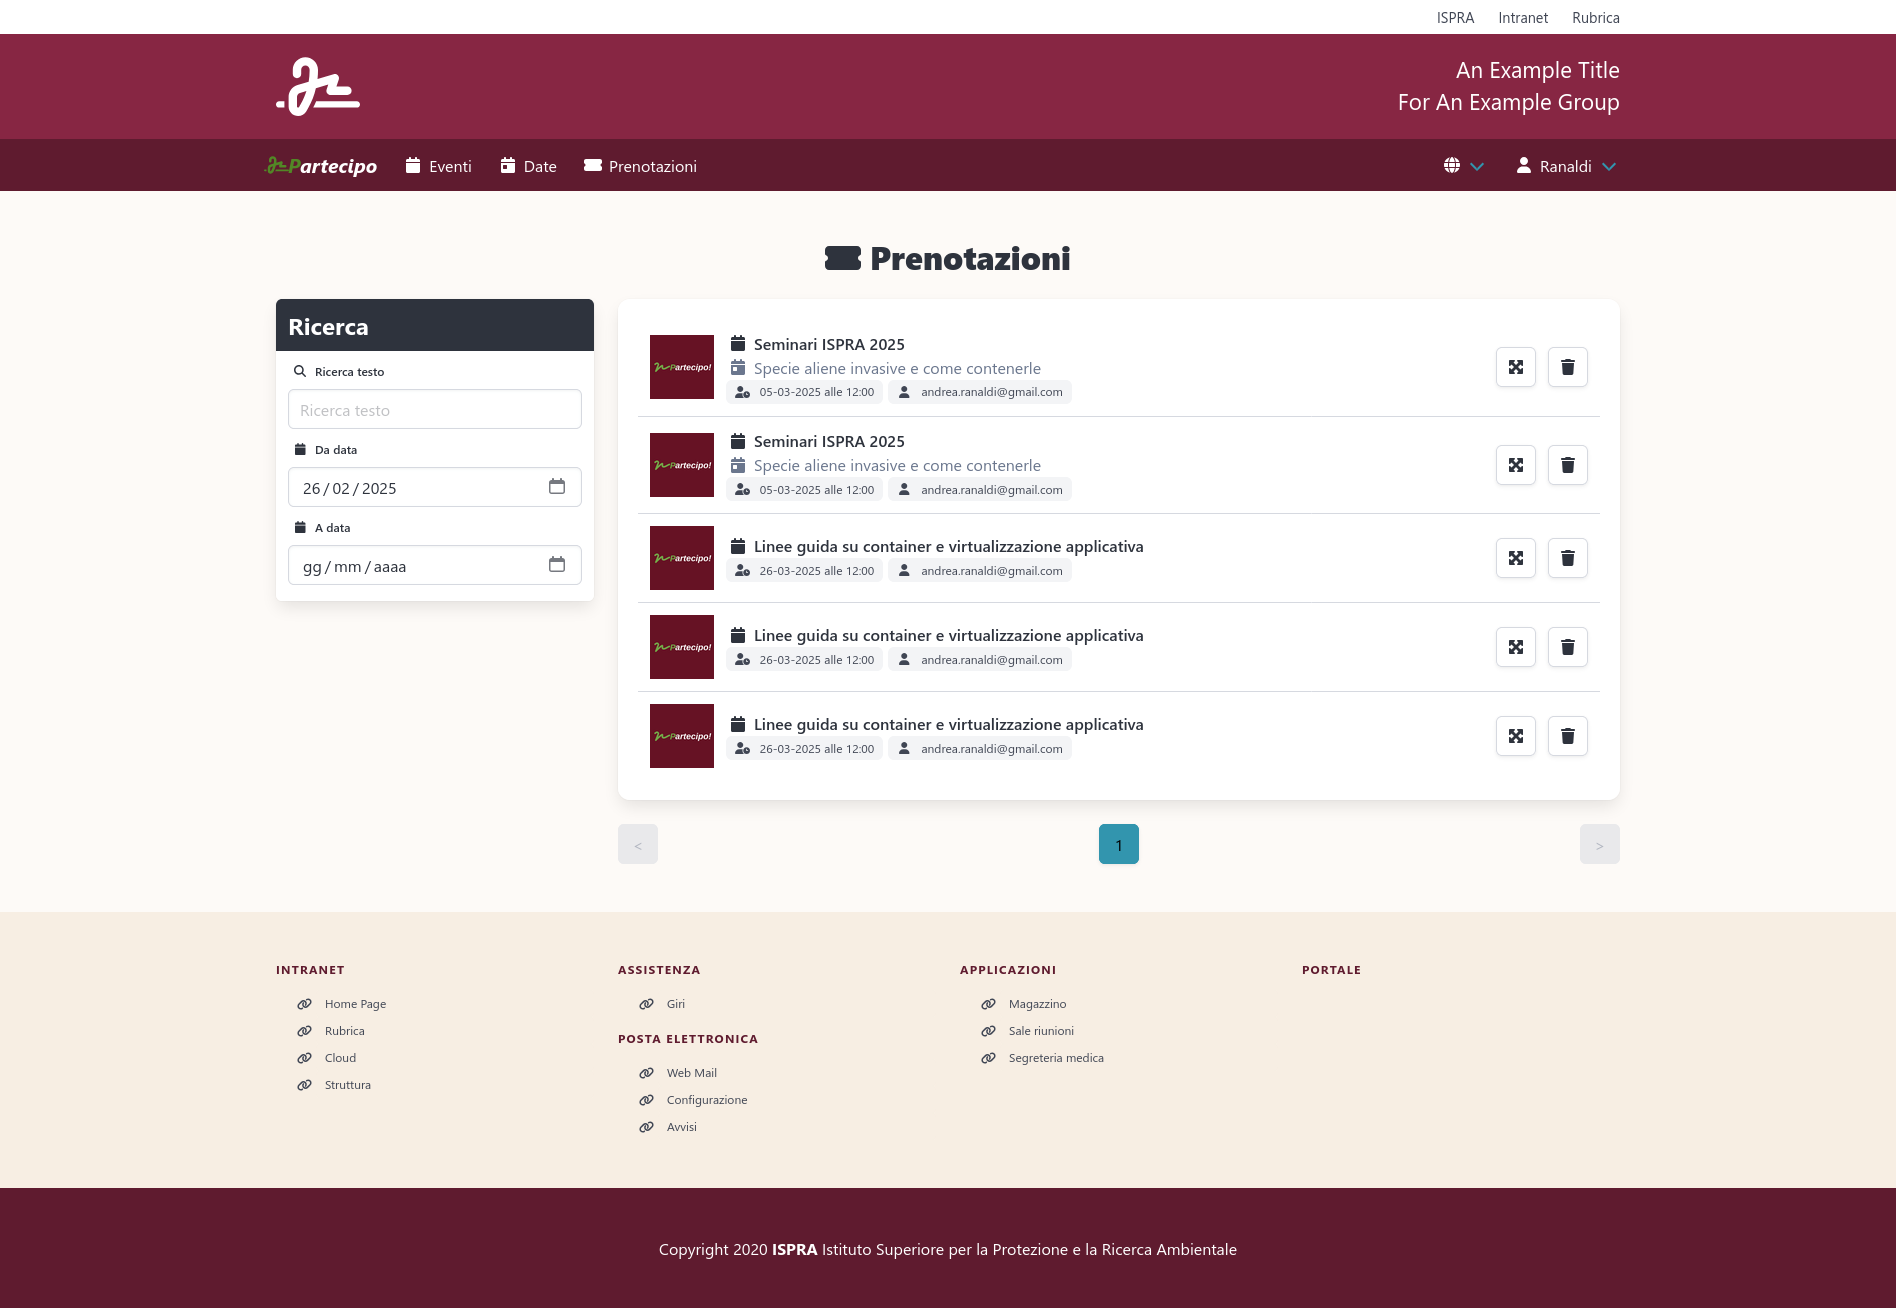 ISPRA Intranet Rubrica
An Example Title
For An Example Group
Partecipo Eventi Date Prenotazioni Ranaldi
Prenotazioni
Ricerca
Ricerca testo
Ricerca testo
Da data
26/02/2025
A data
gg/mm/aaaa
Partecipo!
Seminari ISPRA 2025
Specie aliene invasive e come contenerle
05-03-2025 alle 12:00 andrea.ranaldi@gmail.com
Partecipo!
Seminari ISPRA 2025
Specie aliene invasive e come contenerle
05-03-2025 alle 12:00 andrea.ranaldi@gmail.com
Partecipo!
Linee guida su container e virtualizzazione applicativa
26-03-2025 alle 12:00 andrea.ranaldi@gmail.com
Partecipo!
Linee guida su container e virtualizzazione applicativa
26-03-2025 alle 12:00 andrea.ranaldi@gmail.com
Partecipo!
Linee guida su container e virtualizzazione applicativa
26-03-2025 alle 12:00 andrea.ranaldi@gmail.com
< 1 >
INTRANET
Home Page
Rubrica
Cloud
Struttura
ASSISTENZA
Giri
POSTA ELETTRONICA
Web Mail
Configurazione
Avvisi
APPLICAZIONI
Magazzino
Sale riunioni
Segreteria medica
PORTALE
Copyright 2020 ISPRA Istituto Superiore per la Protezione e la Ricerca Ambientale